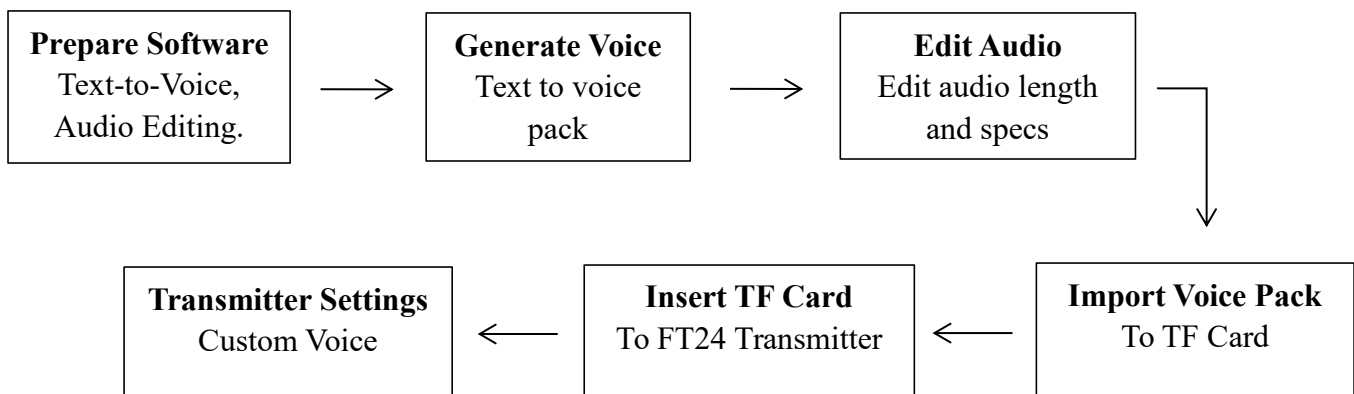 Prepare Software
Text-to-Voice,
Audio Editing.
Generate Voice
Text to voice
pack
Edit Audio
Edit audio length
and specs
Import Voice Pack
To TF Card
Insert TF Card
To FT24 Transmitter
Transmitter Settings
Custom Voice